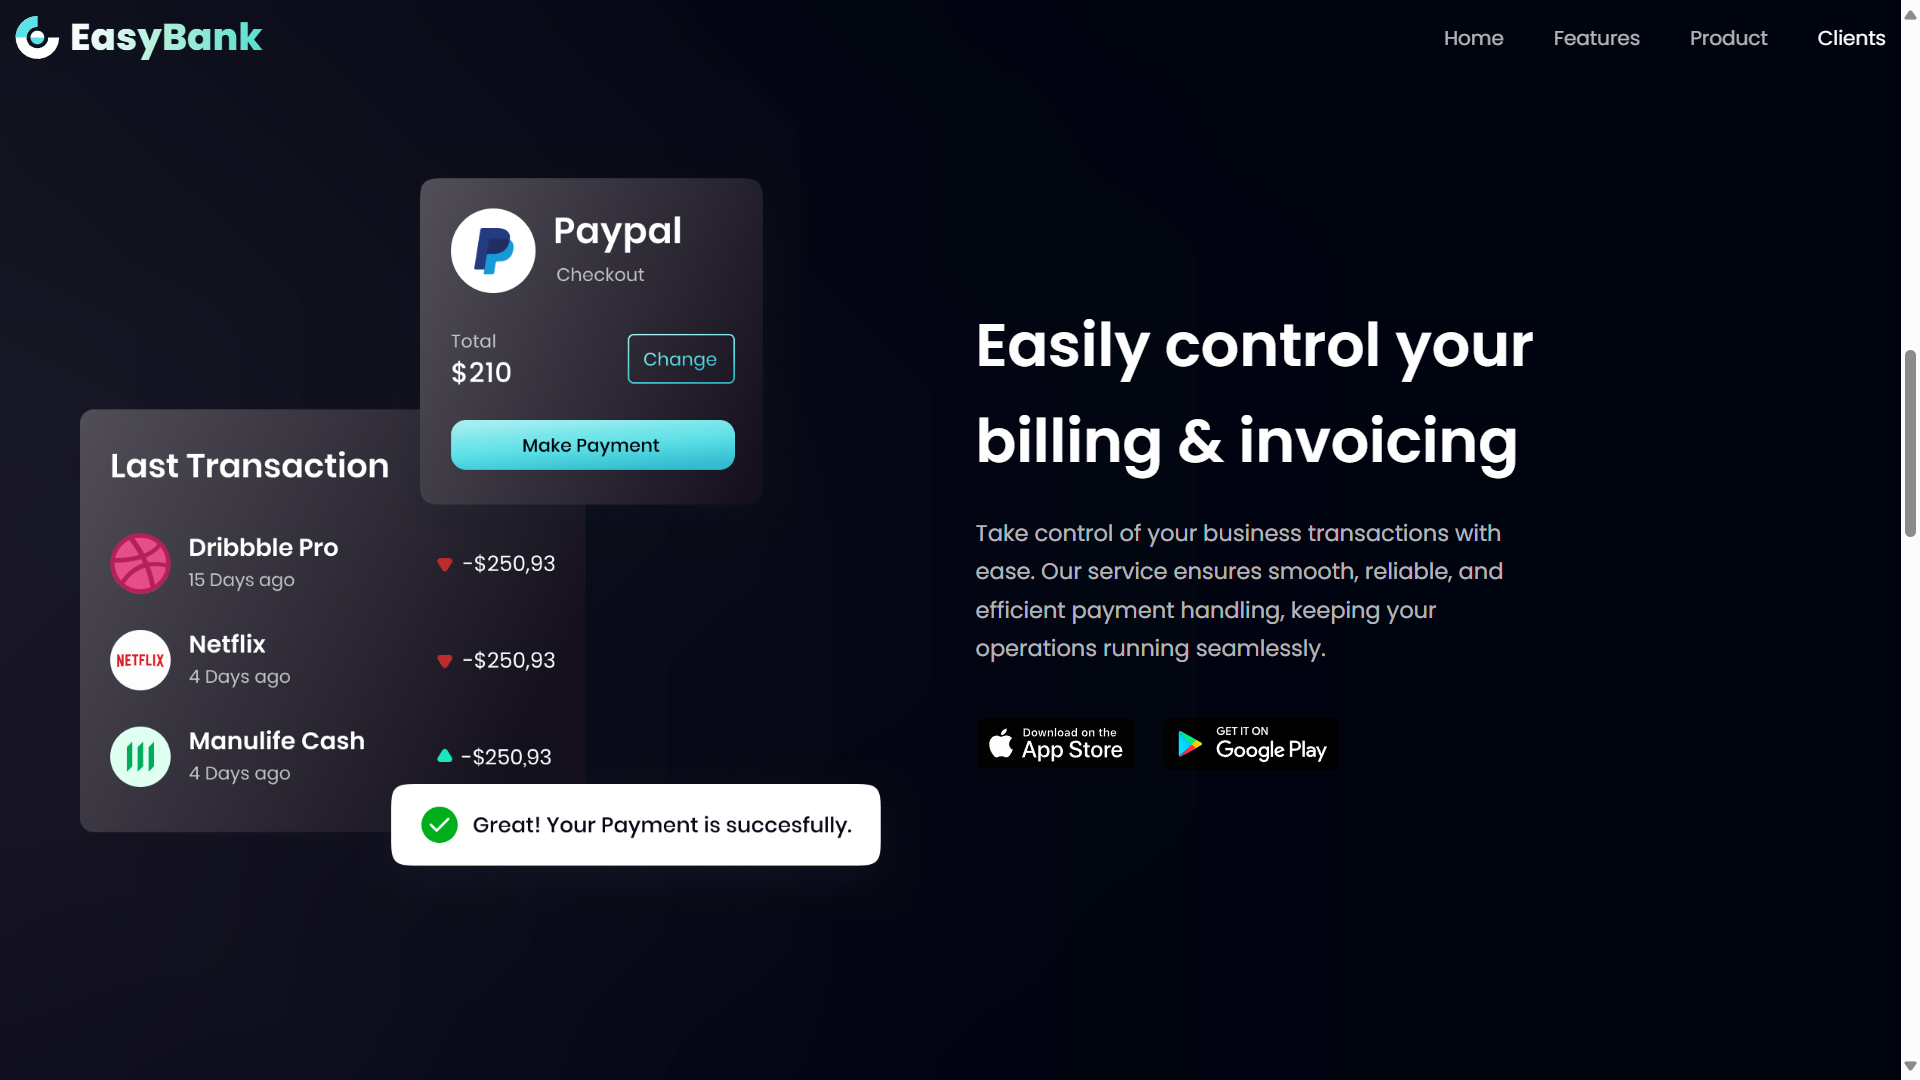 EasyBank
Home
Features
Product
Clients
Paypal
Checkout
Total
$210
Change
Make Payment
Last Transaction
Dribbble Pro
15 Days ago
-$250,93
NETFLIX
Netflix
4 Days ago
-$250,93
Manulife Cash
4 Days ago
-$250,93
Great! Your Payment is succesfully.
Easily control your
billing & invoicing
Take control of your business transactions with
ease. Our service ensures smooth, reliable, and
efficient payment handling, keeping your
operations running seamlessly.
Download on the
App Store
GET IT ON
Google Play